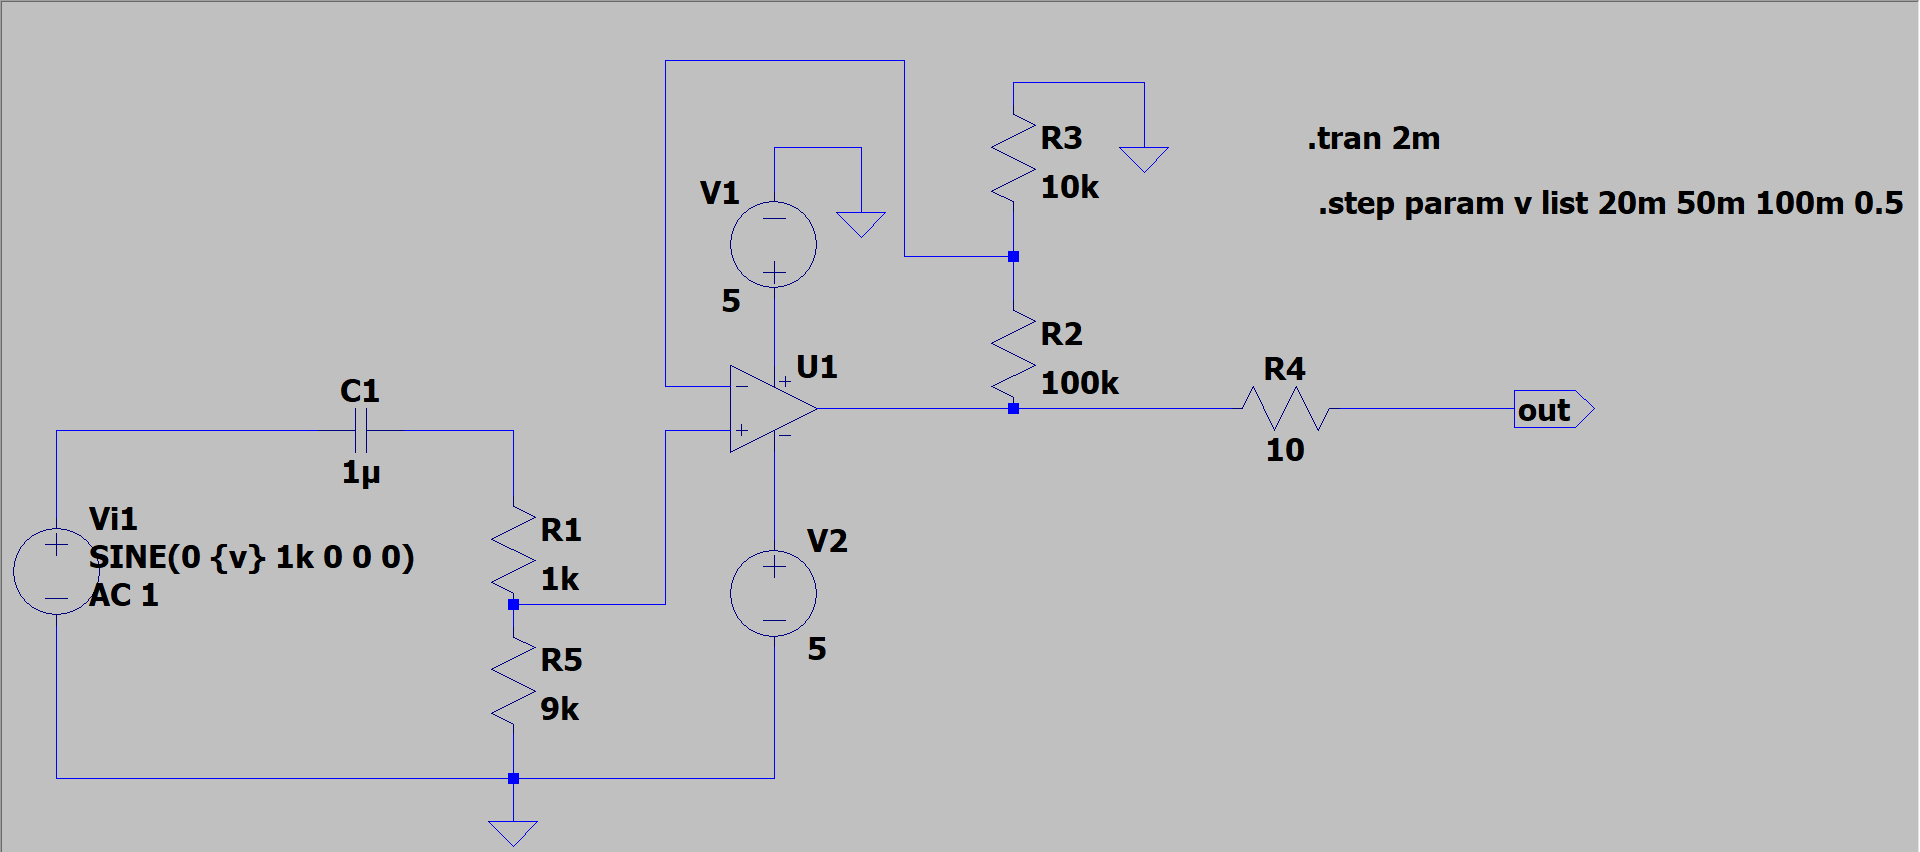 R3
10k
.tran 2m
V1
.step param v list 20m 50m 100m 0.5
5
R2
100k
U1
R4
10
out
C1
1µ
Vi1
SINE(0 {v} 1k 0 0 0)
AC 1
R1
1k
V2
5
R5
9k